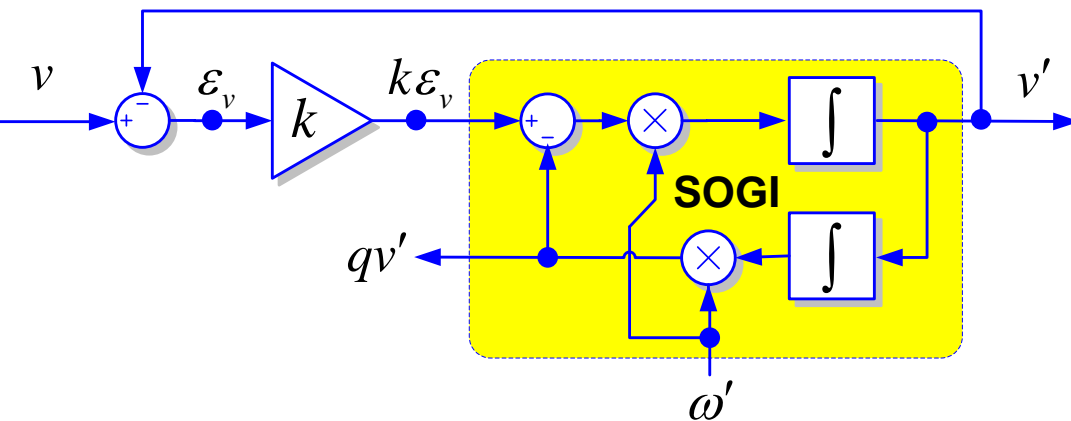 v
−
+
ε_v
k
kε_v
+
−
×
∫
v′
SOGI
qv′
×
∫
ω′